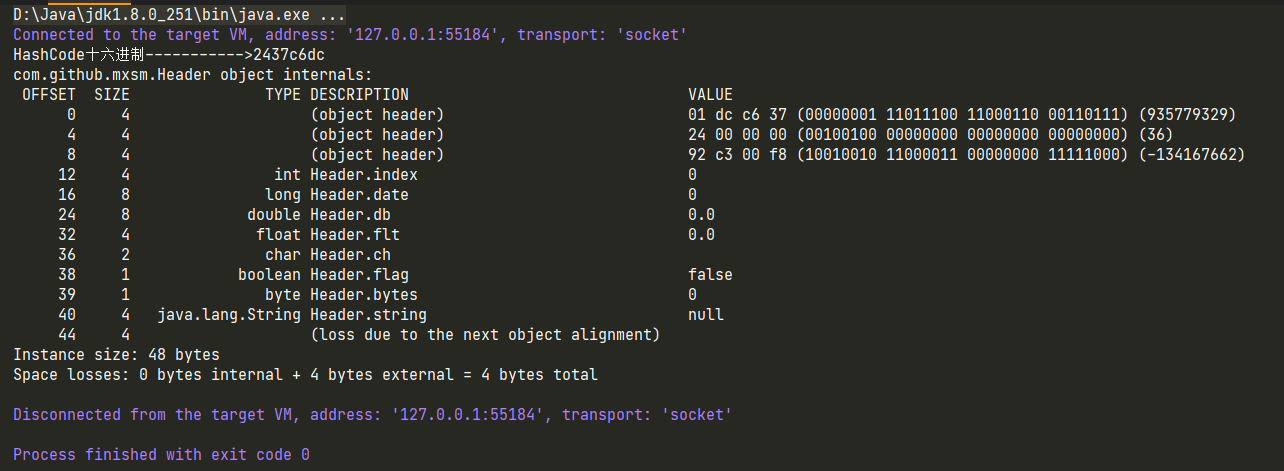 D:\Java\jdk1.8.0_251\bin\java.exe ...
Connected to the target VM, address: '127.0.0.1:55184', transport: 'socket'
HashCode十六进制----------->2437c6dc
com.github.mxsm.Header object internals:
 OFFSET  SIZE               TYPE DESCRIPTION                               VALUE
      0     4                    (object header)                           01 dc c6 37 (00000001 11011100 11000110 00110111) (935779329)
      4     4                    (object header)                           24 00 00 00 (00100100 00000000 00000000 00000000) (36)
      8     4                    (object header)                           92 c3 00 f8 (10010010 11000011 00000000 11111000) (-134167662)
     12     4                int Header.index                              0
     16     8               long Header.date                               0
     24     8             double Header.db                                 0.0
     32     4              float Header.flt                                0.0
     36     2               char Header.ch
     38     1            boolean Header.flag                               false
     39     1               byte Header.bytes                              0
     40     4   java.lang.String Header.string                             null
     44     4                    (loss due to the next object alignment)
Instance size: 48 bytes
Space losses: 0 bytes internal + 4 bytes external = 4 bytes total
Disconnected from the target VM, address: '127.0.0.1:55184', transport: 'socket'
Process finished with exit code 0